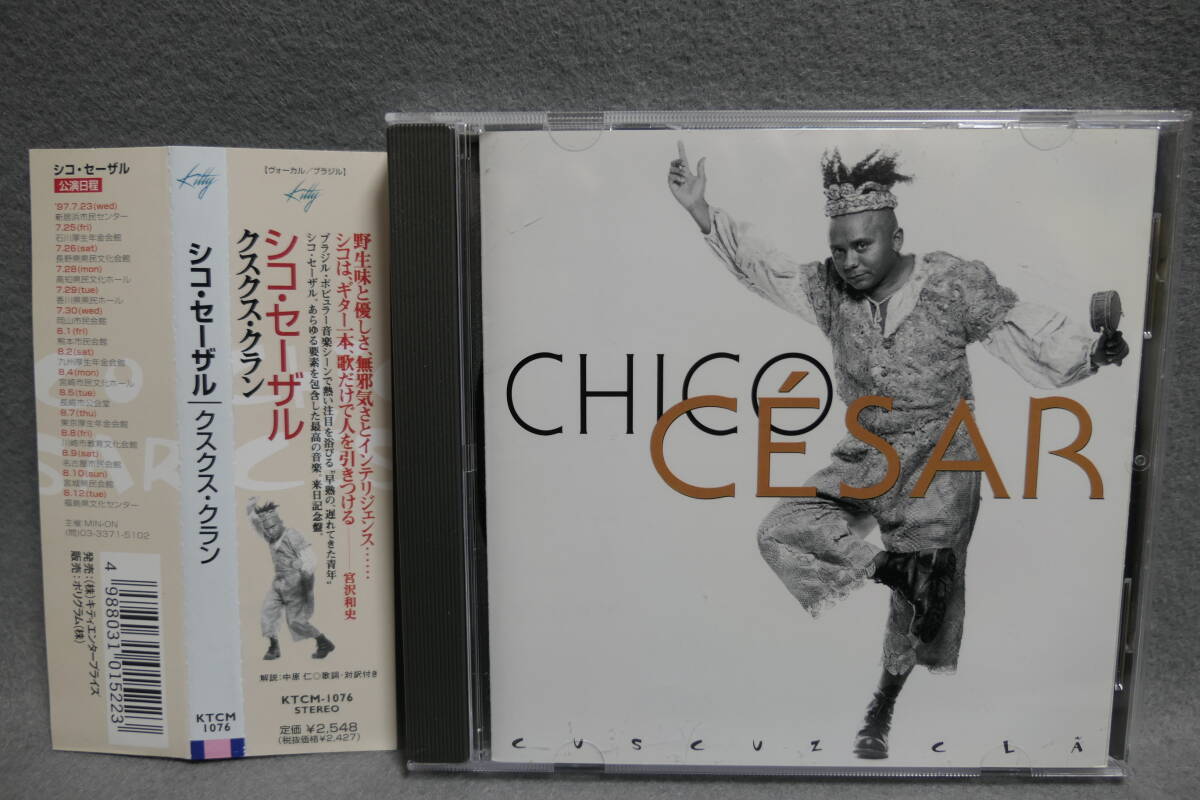 シコ・セーザル
公演日程
'97.7.23(wed)
新居浜市民センター
7.25(fri)
石川厚生年金会館
7.26(sat)
長野県県民文化会館
7.28(mon)
高知県民文化ホール
7.29(tue)
香川県県民ホール
7.30(wed)
岡山市民会館
8.1(fri)
熊本市民会館
8.2(sat)
九州厚生年金会館
8.4(mon)
宮崎市民文化ホール
8.5(tue)
長崎市公会堂
8.7(thu)
東京厚生年金会館
8.8(fri)
川崎市教育文化会館
8.9(sat)
名古屋市民会館
8.10(sun)
宮城県民会館
8.12(tue)
福島県文化センター
主催 MIN-ON
(問)03-3371-5102
発売:(株)キティエンタープライズ
販売:ポリグラム(株)
4 988031 015223
Kitty
シコ・セーザル│クスクス・クラン
KTCM
1076
【ヴォーカル/ブラジル】
Kitty
シコ・セーザル
クスクス・クラン
野生味と優しさ、無邪気さとインテリジェンス……
シコは、ギター一本、歌だけで人を引きつける
――宮沢和史
ブラジル・ポピュラー音楽シーンで熱い注目を浴びる"早熟の、遅れてきた青年"
シコ・セーザル。あらゆる要素を包含した最高の音楽。来日記念盤。
解説:中原 仁○歌詞・対訳付き
KTCM-1076
STEREO
定価 ¥2,548
(税抜価格¥2,427)
CHICO
CÉSAR
CUSCUZ CLÃ